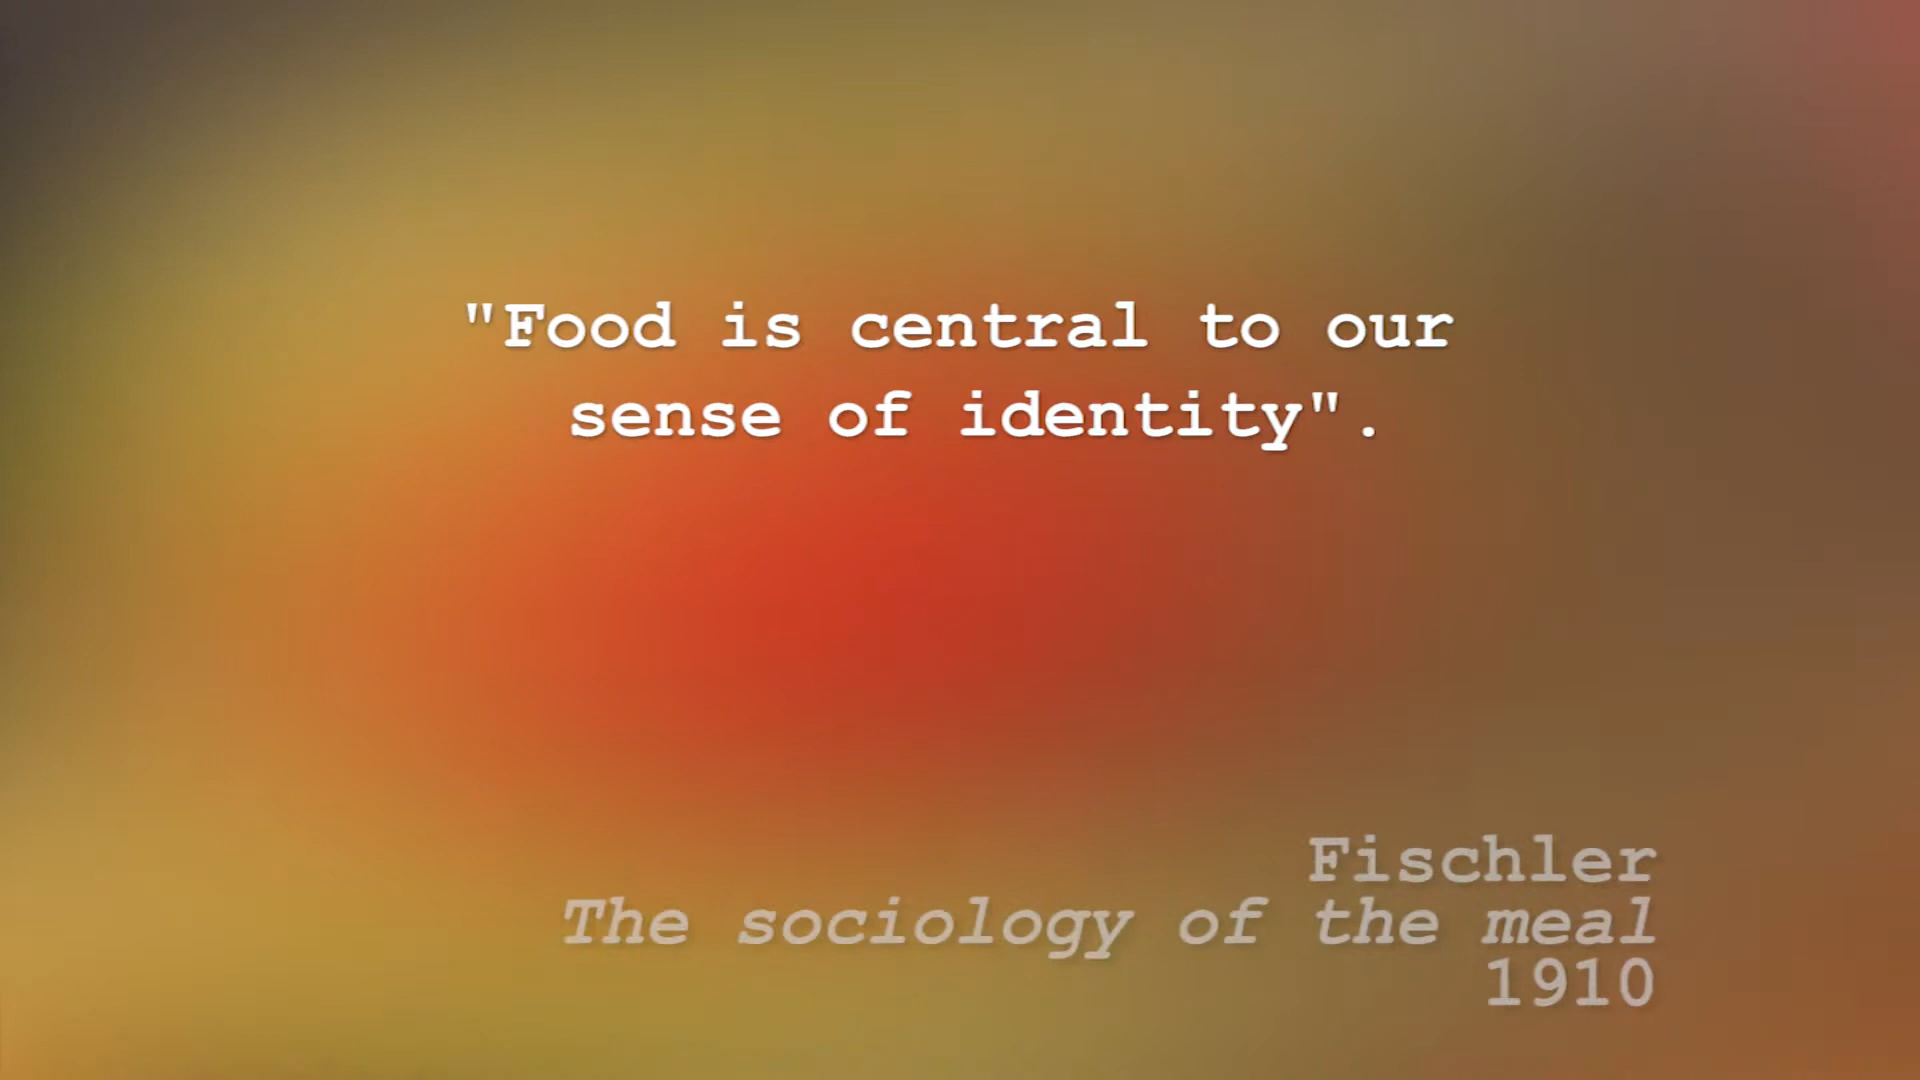 "Food is central to our
sense of identity".
Fischler
The sociology of the meal
1910